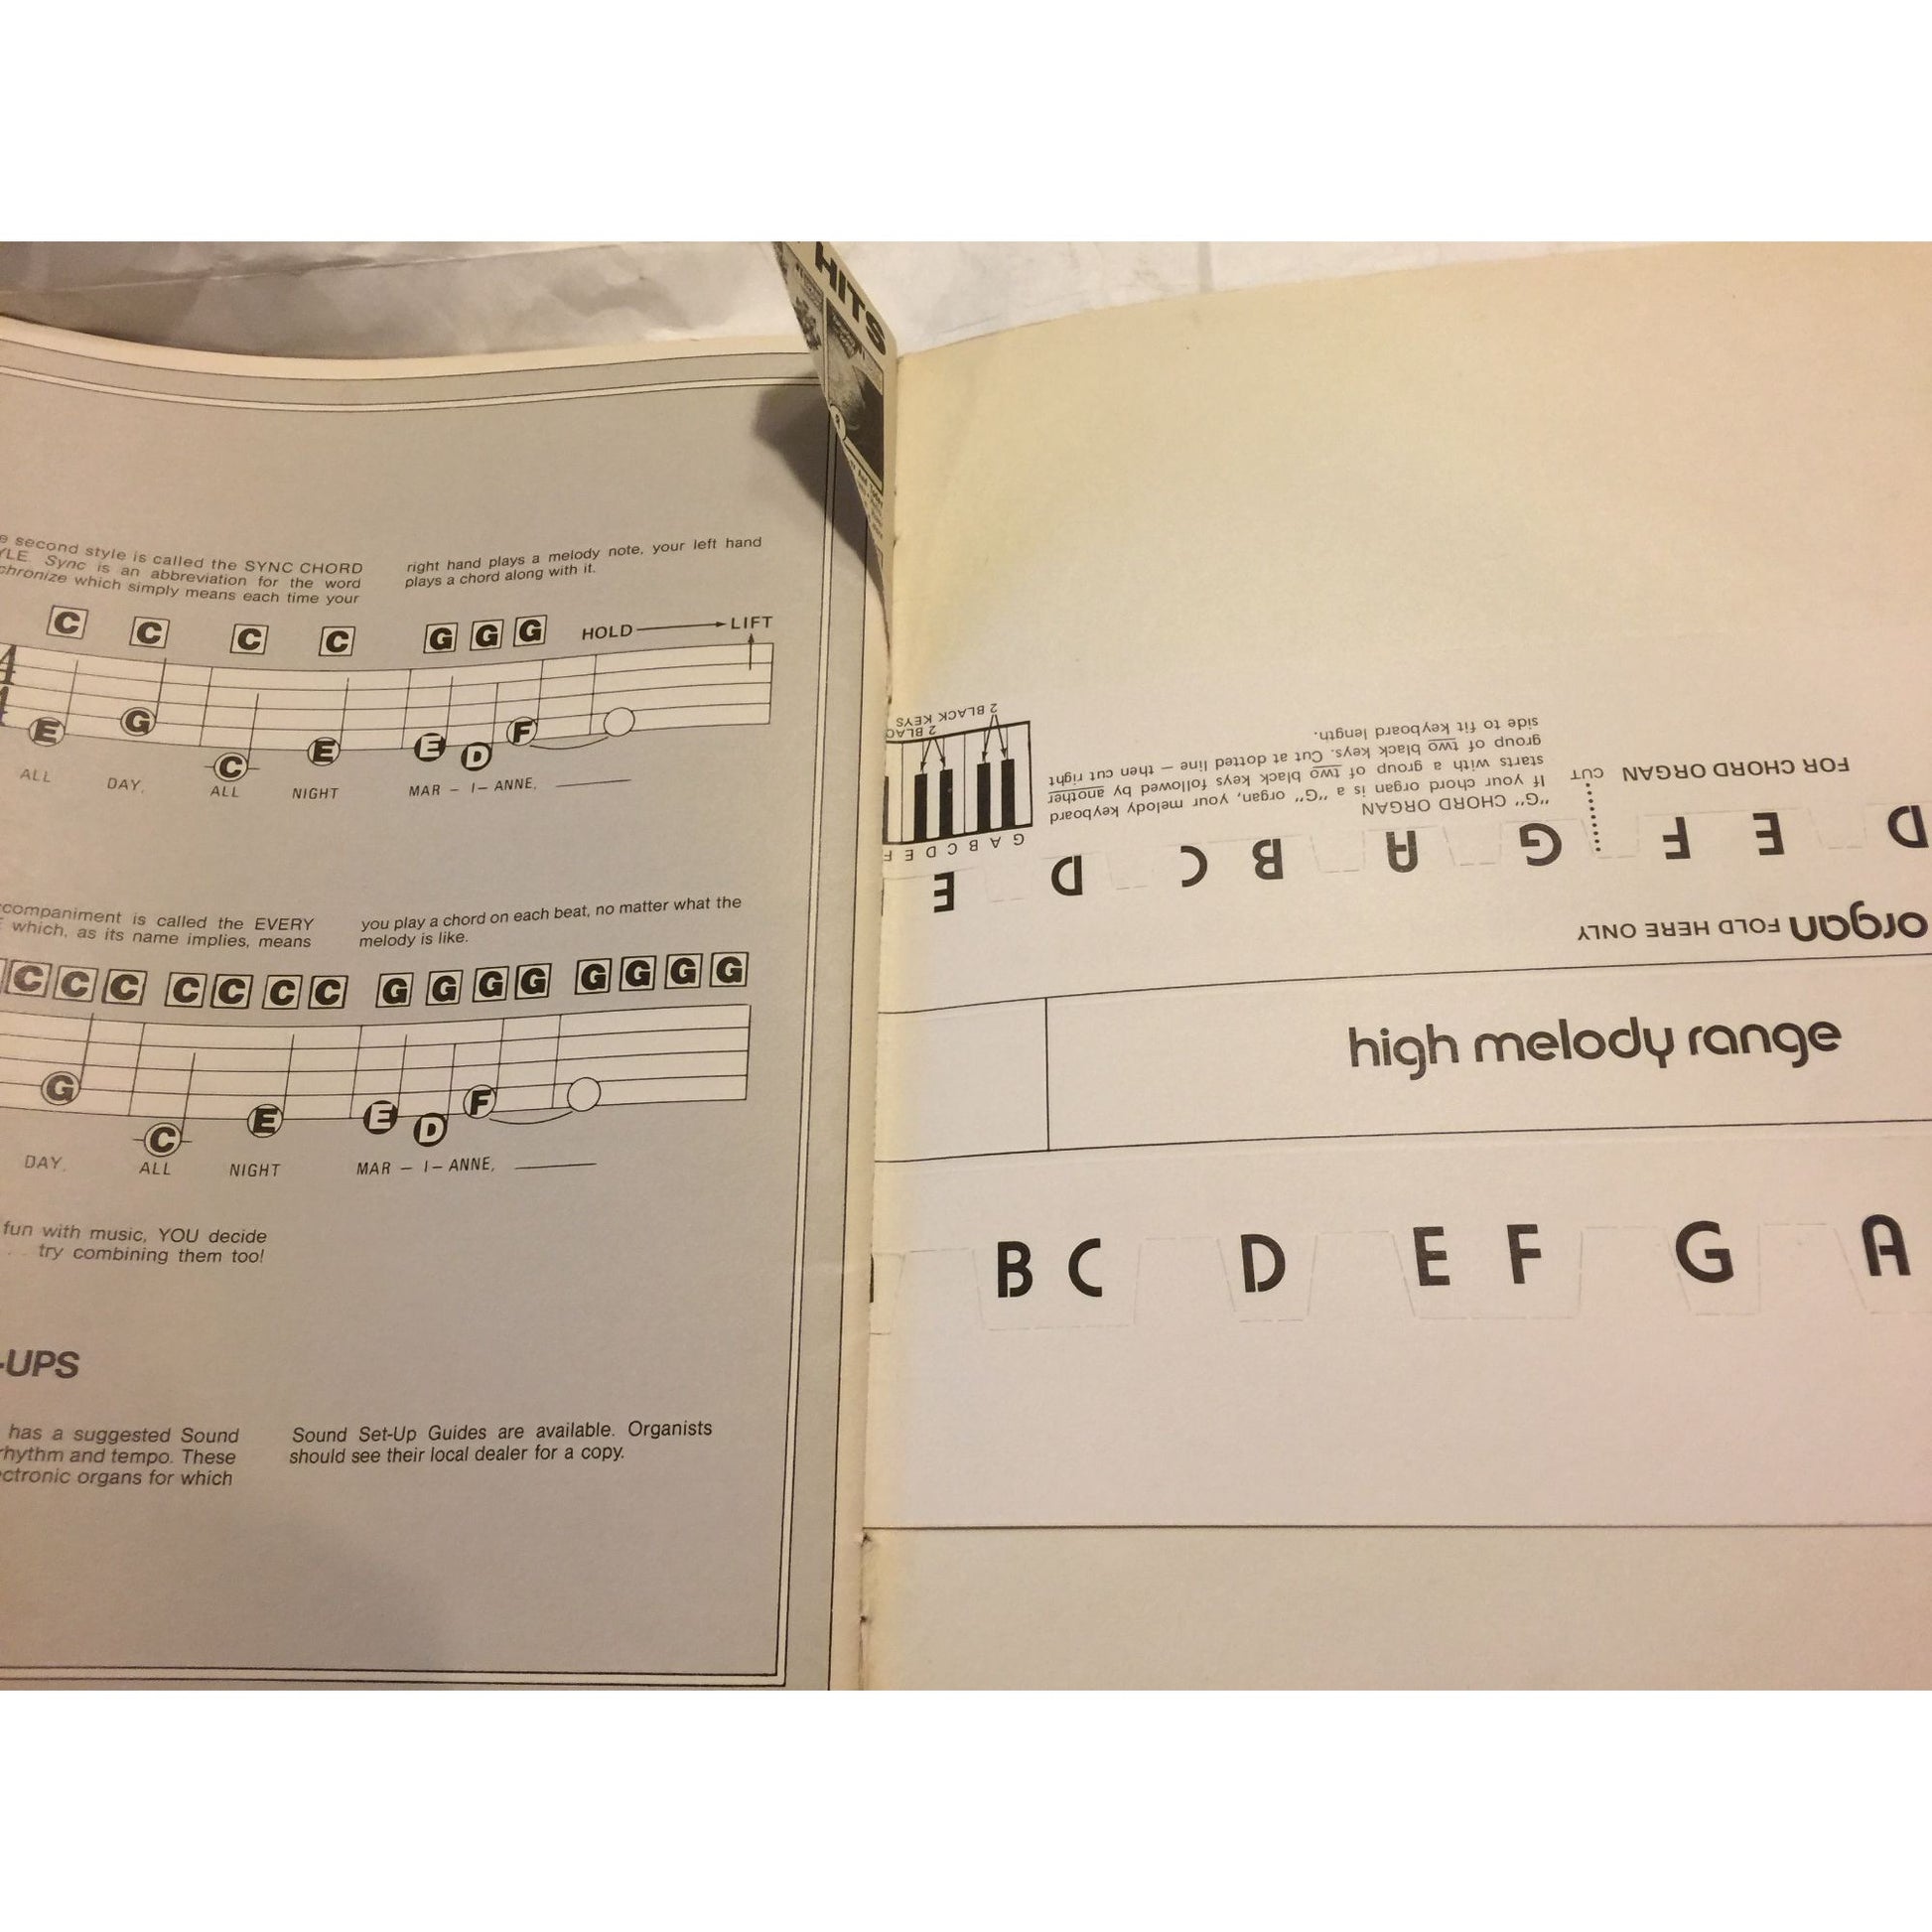 HITS
second style is called the SYNC CHORD
Sync is an abbreviation for the word
which simply means each time your
right hand plays a melody note, your left hand
plays a chord along with it.
C C C C G G G HOLD LIFT
4
E G C E E D F
ALL DAY, ALL NIGHT MAR – I– ANNE,
is called the EVERY
which, as its name implies, means
you play a chord on each beat, no matter what the
melody is like.
C C C C C C C G G G G G G G G
G C E E D F
DAY, ALL NIGHT MAR – I– ANNE,
fun with music, YOU decide
try combining them too!
-UPS
has a suggested Sound
rhythm and tempo. These
organs for which
Sound Set-Up Guides are available. Organists
should see their local dealer for a copy.
organ FOLD HERE ONLY
D E F G A B C D E
FOR CHORD ORGAN
CUT
"G" CHORD ORGAN
If your chord organ is a "G" organ, your melody keyboard
starts with a group of two black keys followed by another
group of two black keys. Cut at dotted line — then cut right
side to fit keyboard length.
G A B C D E F
2 BLACK KEYS
2 BLACK KEYS
high melody range
B C D E F G A